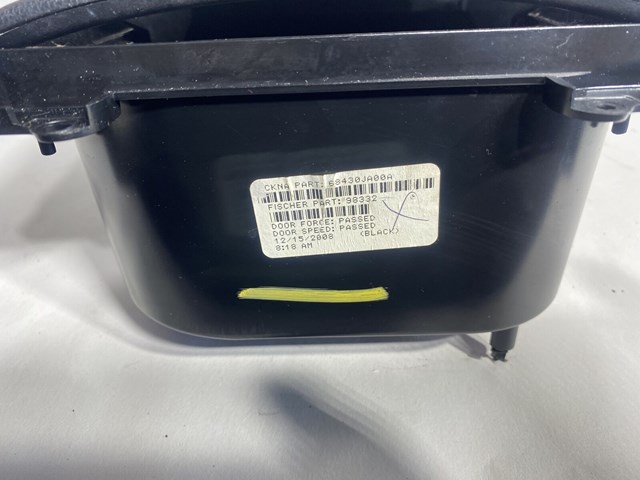 CKNA PART: 68430JA00A
FISCHER PART: 98332
DOOR FORCE: PASSED
DOOR SPEED: PASSED
12/15/2008 (BLACK)
8:18 AM